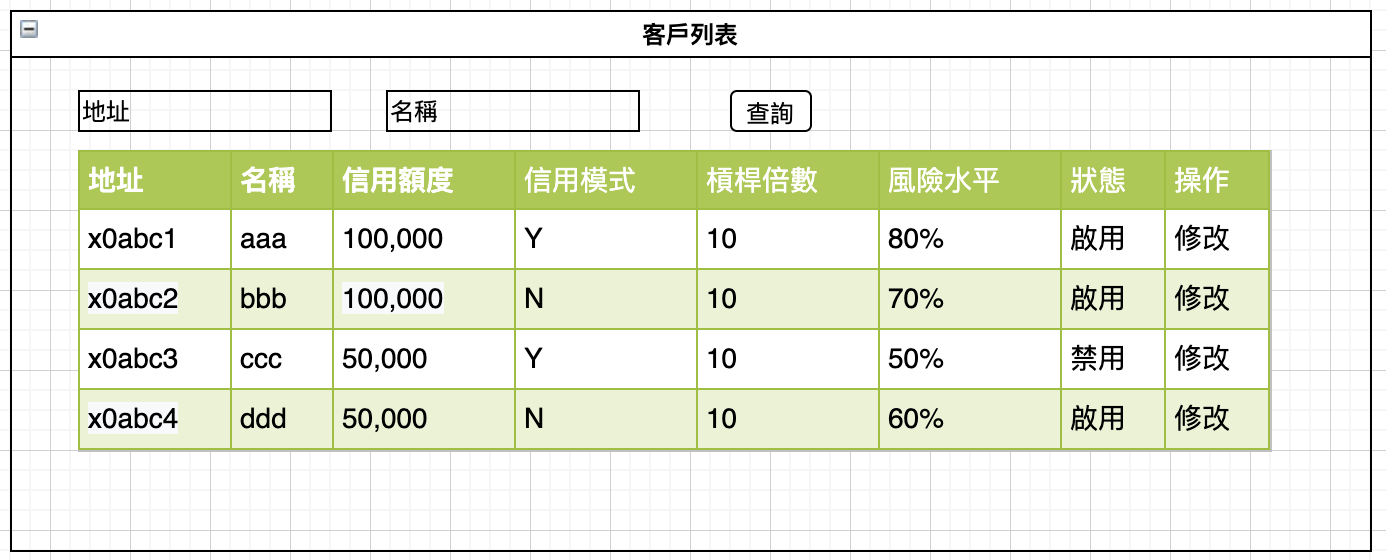 客戶列表
地址 名稱 查詢
地址 名稱 信用額度 信用模式 槓桿倍數 風險水平 狀態 操作
x0abc1 aaa 100,000 Y 10 80% 啟用 修改
x0abc2 bbb 100,000 N 10 70% 啟用 修改
x0abc3 ccc 50,000 Y 10 50% 禁用 修改
x0abc4 ddd 50,000 N 10 60% 啟用 修改